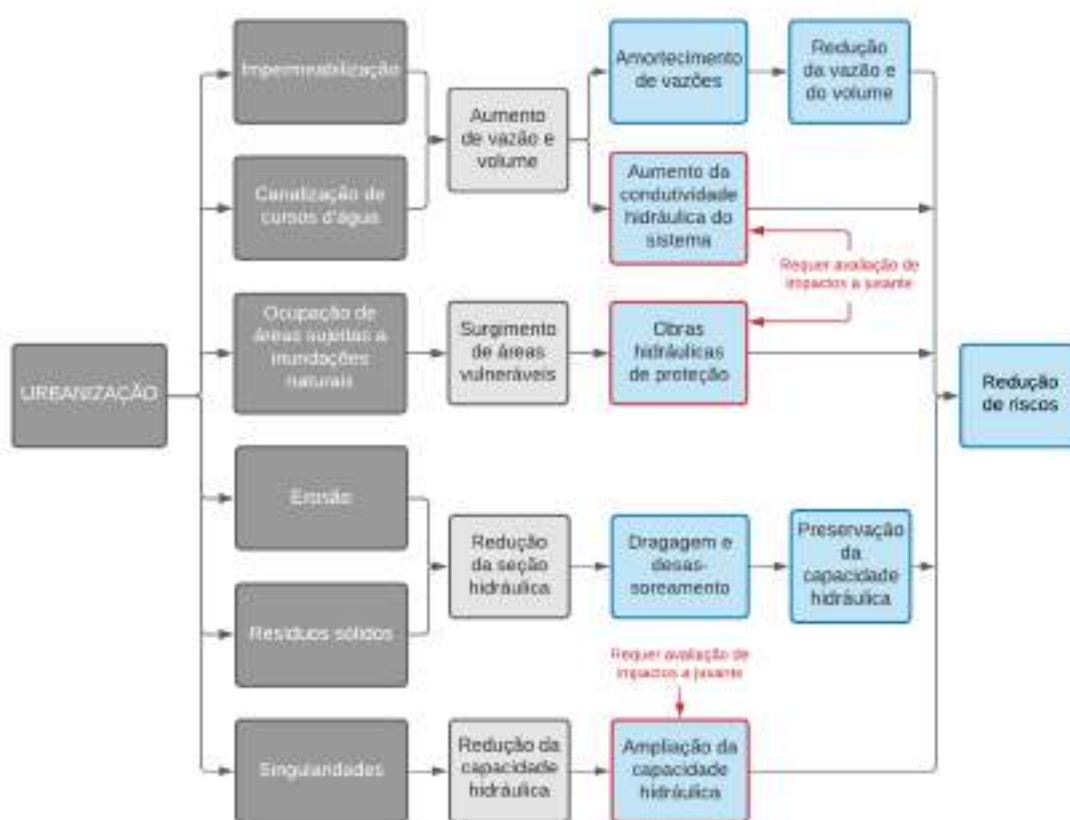 Impermeabilização
Amortecimento
de vazões
Redução
da vazão e
do volume
Aumento
de vazão e
volume
Canalização de
cursos d'água
Aumento da
condutividade
hidráulica do
sistema
Requer avaliação de
impactos a jusante
Ocupação de
áreas sujeitas a
inundações
naturais
Surgimento
de áreas
vulneráveis
Obras
hidráulicas
de proteção
URBANIZAÇÃO
Redução
de riscos
Erosão
Redução
da seção
hidráulica
Dragagem e
desas-
soreamento
Preservação
da
capacidade
hidráulica
Resíduos sólidos
Requer avaliação de
impactos a jusante
Singularidades
Redução da
capacidade
hidráulica
Ampliação da
capacidade
hidráulica